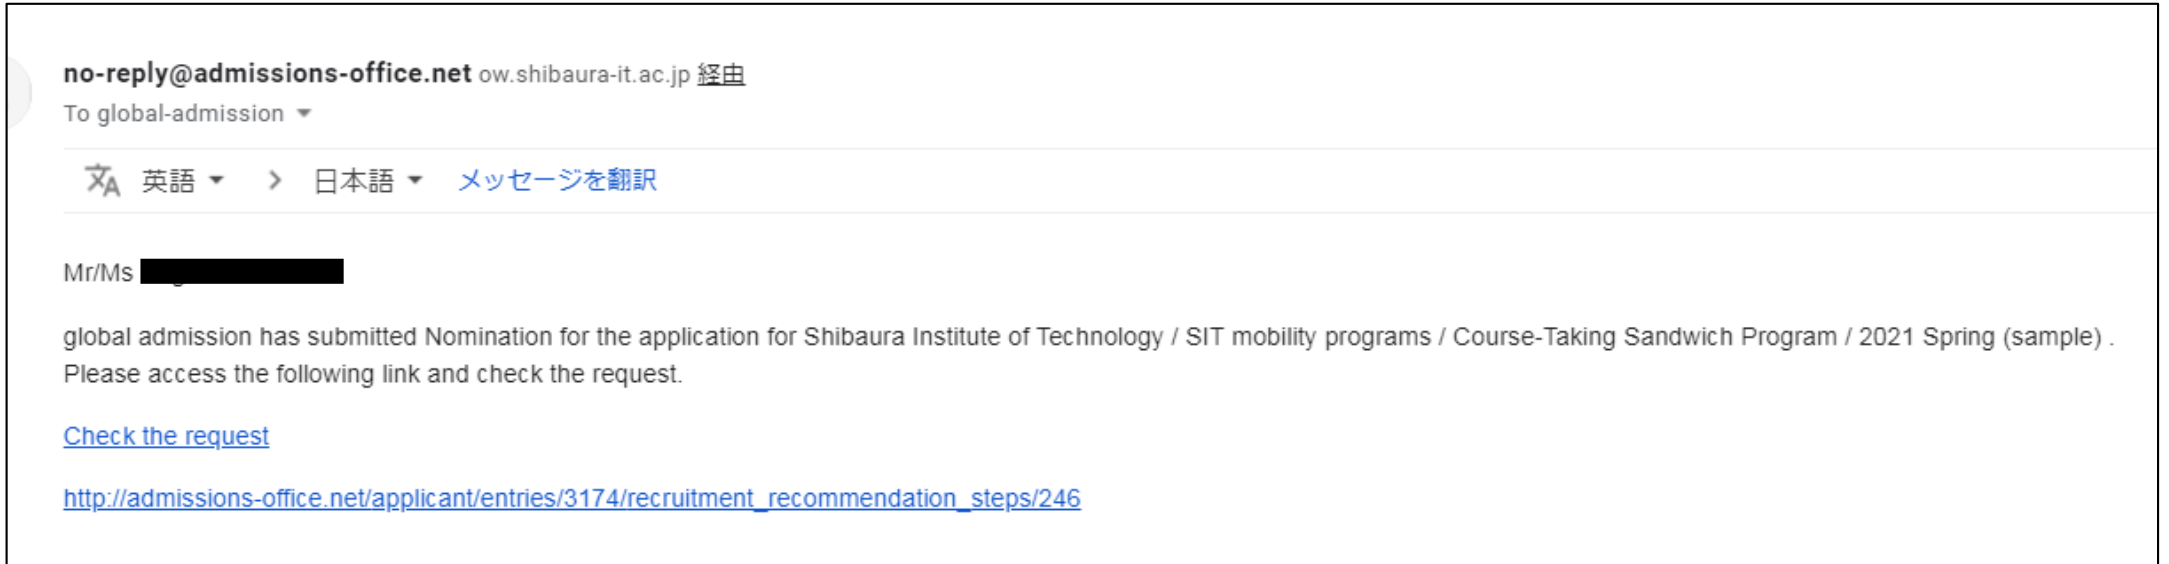 no-reply@admissions-office.net ow.shibaura-it.ac.jp 経由
To global-admission
英語 > 日本語 メッセージを翻訳
Mr/Ms
global admission has submitted Nomination for the application for Shibaura Institute of Technology / SIT mobility programs / Course-Taking Sandwich Program / 2021 Spring (sample) .
Please access the following link and check the request.
Check the request
http://admissions-office.net/applicant/entries/3174/recruitment_recommendation_steps/246